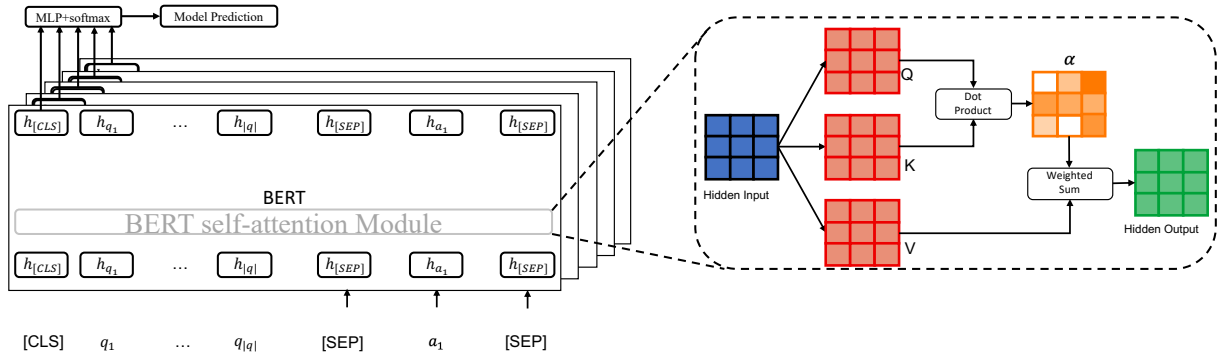 MLP+softmax
Model Prediction
h[CLS] hq1 … h|q| h[SEP] ha1 h[SEP]
BERT
BERT self-attention Module
h[CLS] hq1 … h|q| h[SEP] ha1 h[SEP]
[CLS] q1 … q|q| [SEP] a1 [SEP]
Hidden Input
Q
K
V
Dot
Product
α
Weighted
Sum
Hidden Output